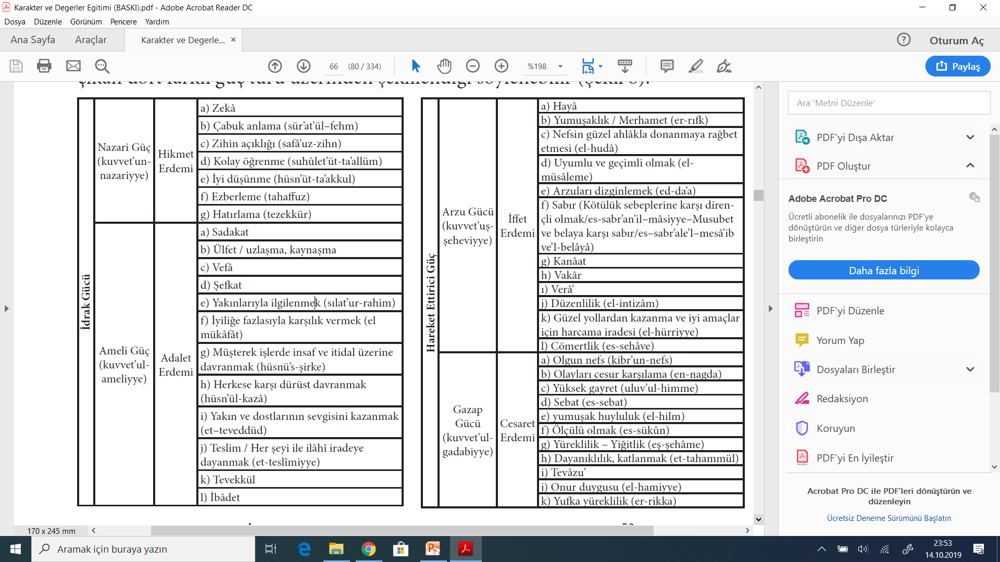 Karakter ve Degerler Egitimi (BASKI).pdf - Adobe Acrobat Reader DC
Dosya Düzenle Görünüm Pencere Yardım
Ana Sayfa Araçlar Karakter ve Degerle... × Oturum Aç
66 (80 / 334) %198 Paylaş
çıkan dört farklı güç türü üzerinden şekillendiği söylenebilir (Şekil 6).
İdrak Gücü
Nazari Güç
(kuvvet’un-
nazariyye)
Hikmet
Erdemi
a) Zekâ
b) Çabuk anlama (sür’at’ül–fehm)
c) Zihin açıklığı (safâ’uz-zihn)
d) Kolay öğrenme (suhûlet’üt-ta’allüm)
e) İyi düşünme (hüsn’üt-ta’akkul)
f) Ezberleme (tahaffuz)
g) Hatırlama (tezekkür)
Ameli Güç
(kuvvet’ul-
ameliyye)
Adalet
Erdemi
a) Sadakat
b) Ülfet / uzlaşma, kaynaşma
c) Vefâ
d) Şefkat
e) Yakınlarıyla ilgilenmek (sılat’ur-rahim)
f) İyiliğe fazlasıyla karşılık vermek (el
mükâfât)
g) Müşterek işlerde insaf ve itidal üzerine
davranmak (hüsnü’s-şirke)
h) Herkese karşı dürüst davranmak
(hüsn’ül-kazâ)
i) Yakın ve dostlarının sevgisini kazanmak
(et–teveddüd)
j) Teslim / Her şeyi ile ilâhî iradeye
dayanmak (et-teslîmiyye)
k) Tevekkül
l) İbâdet
Hareket Ettirici Güç
Arzu Gücü
(kuvvet’uş-
şeheviyye)
İffet
Erdemi
a) Hayâ
b) Yumuşaklık / Merhamet (er-rıfk)
c) Nefsin güzel ahlâkla donanmaya rağbet
etmesi (el-hudâ)
d) Uyumlu ve geçimli olmak (el-
müsâleme)
e) Arzuları dizginlemek (ed-da’a)
f) Sabır (Kötülük sebeplerine karşı diren-
çli olmak/es-sabr’an’il–mâsiyye–Musubet
ve belaya karşı sabır/es–sabr’ale’l–mesâ’ib
ve’l-belâyâ)
g) Kanâat
h) Vakâr
ı) Verâ’
j) Düzenlilik (el-intizâm)
k) Güzel yollardan kazanma ve iyi amaçlar
için harcama iradesi (el-hürriyye)
l) Cömertlik (es-sehâve)
Gazap
Gücü
(kuvvet’ul-
gadabiyye)
Cesaret
Erdemi
a) Olgun nefs (kibr’un-nefs)
b) Olayları cesur karşılama (en-nagda)
c) Yüksek gayret (uluv’ul-himme)
d) Sebat (es-sebat)
e) yumuşak huyluluk (el-hilm)
f) Ölçülü olmak (es-sükûn)
g) Yüreklilik – Yiğitlik (eş-şehâme)
h) Dayanıklılık, katlanmak (et-tahammül)
i) Tevâzu’
j) Onur duygusu (el-hamiyye)
k) Yufka yüreklilik (er-rikka)
170 x 245 mm
Ara 'Metni Düzenle'
PDF'yi Dışa Aktar
PDF Oluştur
Adobe Acrobat Pro DC
Ücretli abonelik ile dosyalarınızı PDF'ye
dönüştürün ve diğer dosya türleriyle kolayca
birleştirin
Daha fazla bilgi
PDF'yi Düzenle
Yorum Yap
Dosyaları Birleştir
Redaksiyon
Koruyun
PDF'yi En İyileştir
Acrobat Pro DC ile PDF'leri dönüştürün ve
düzenleyin
Ücretsiz Deneme Sürümünü Başlatın
Aramak için buraya yazın
23:53
14.10.2019